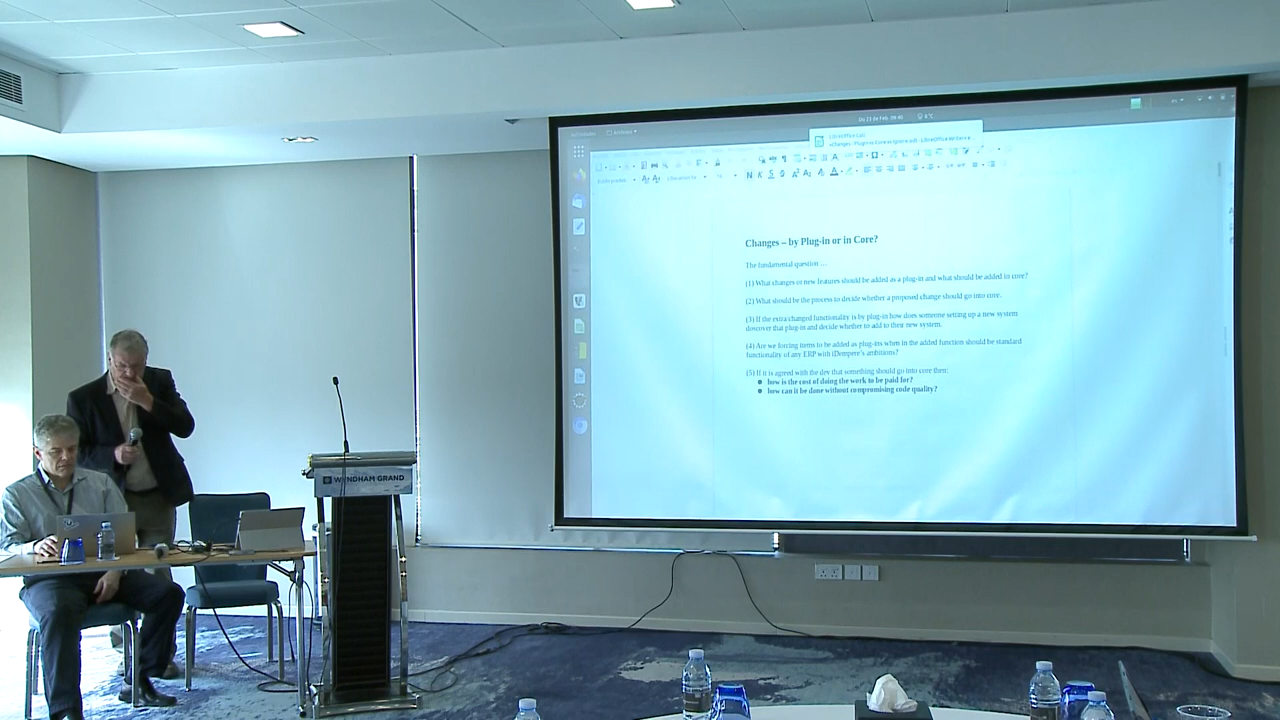 LibreOffice Calc
Changes – by Plug-in or in Core?
The fundamental question …
(1) What changes or new features should be added as a plug-in and what should be added in core?
(2) What should be the process to decide whether a proposed change should go into core.
(3) If the extra/changed functionality is by plug-in how does someone setting up a new system
doscover that plug-in and decide whether to add to their new system.
(4) Are we forcing items to be added as plug-ins when in the added function should be standard
functionality of any ERP with iDempere's ambitions?
(5) If it is agreed with the dev that something should go into core then:
how is the cost of doing the work to be paid for?
how can it be done without compromising code quality?
WYNDHAM GRAND